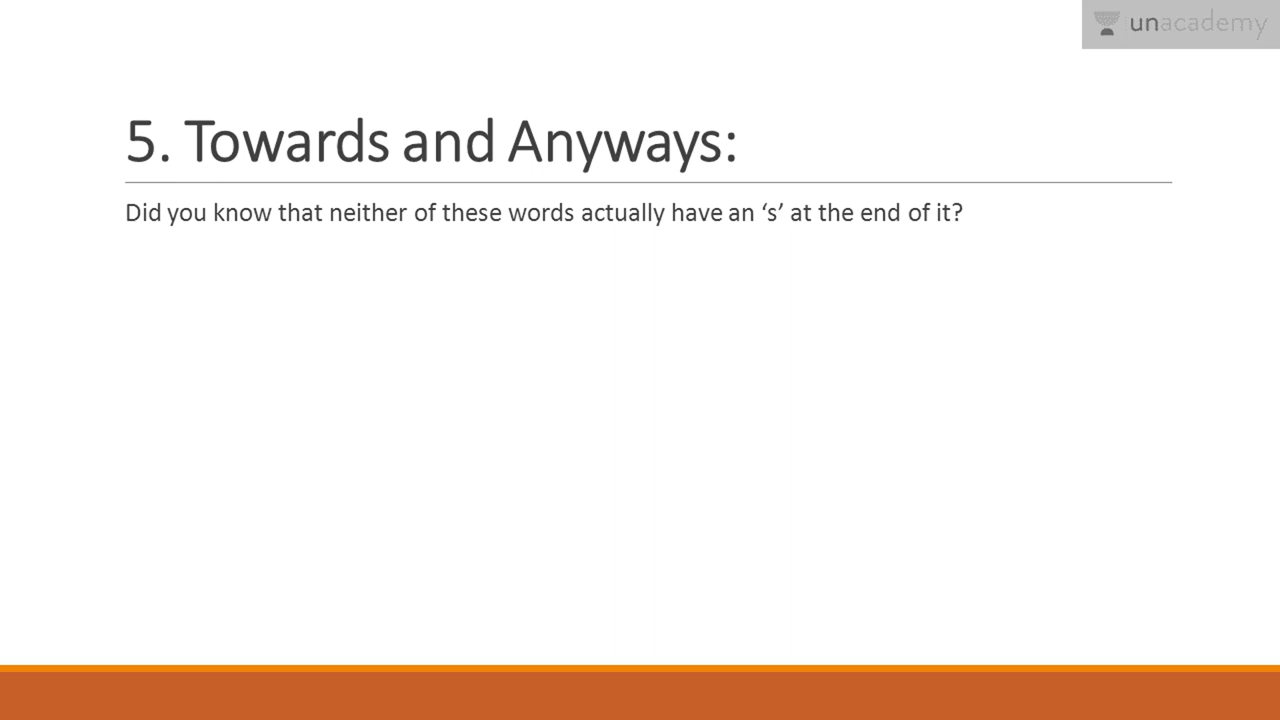 unacademy
5. Towards and Anyways:
Did you know that neither of these words actually have an ‘s’ at the end of it?